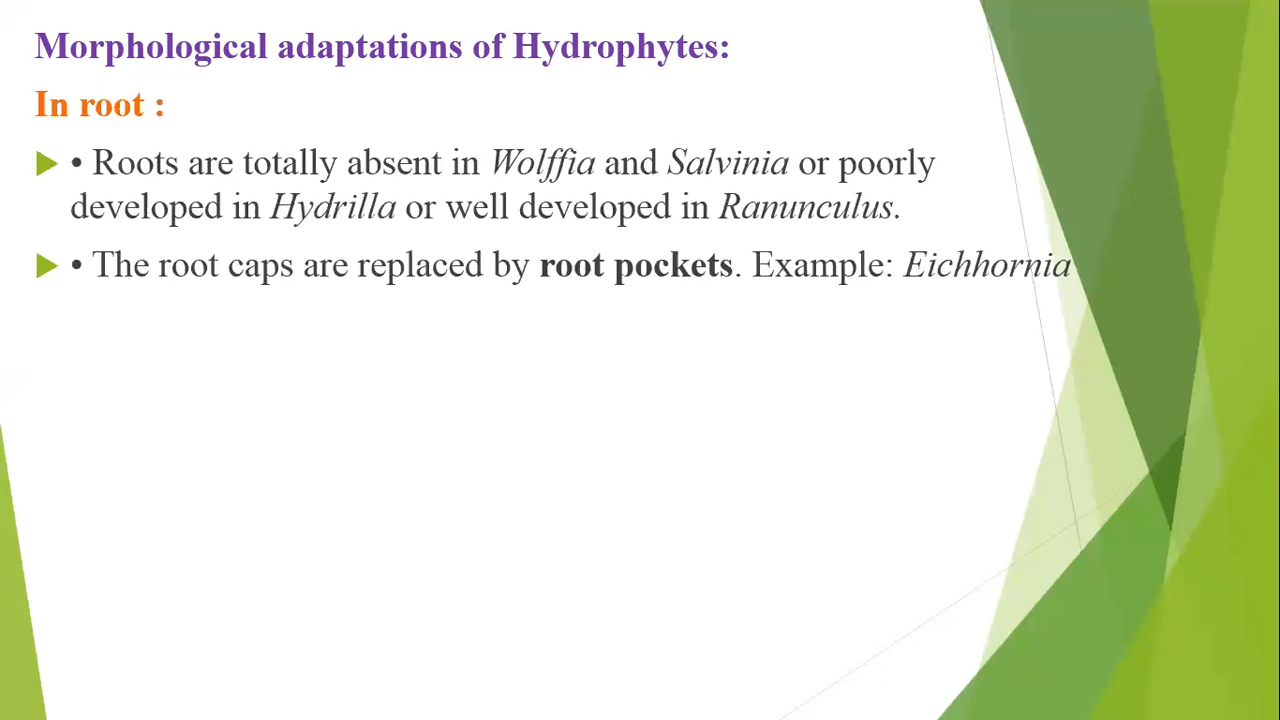 Morphological adaptations of Hydrophytes:
In root :
• Roots are totally absent in Wolffia and Salvinia or poorly
developed in Hydrilla or well developed in Ranunculus.
• The root caps are replaced by root pockets. Example: Eichhornia